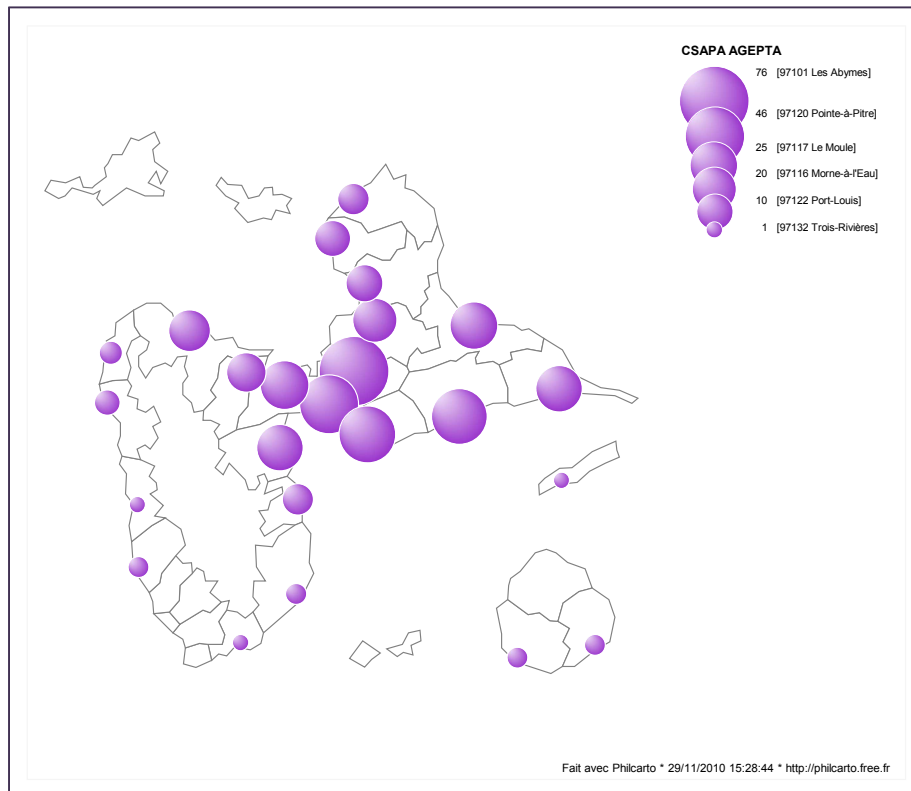 CSAPA AGEPTA
76 [97101 Les Abymes]
46 [97120 Pointe-à-Pitre]
25 [97117 Le Moule]
20 [97116 Morne-à-l'Eau]
10 [97122 Port-Louis]
1 [97132 Trois-Rivières]
Fait avec Philcarto * 29/11/2010 15:28:44 * http://philcarto.free.fr